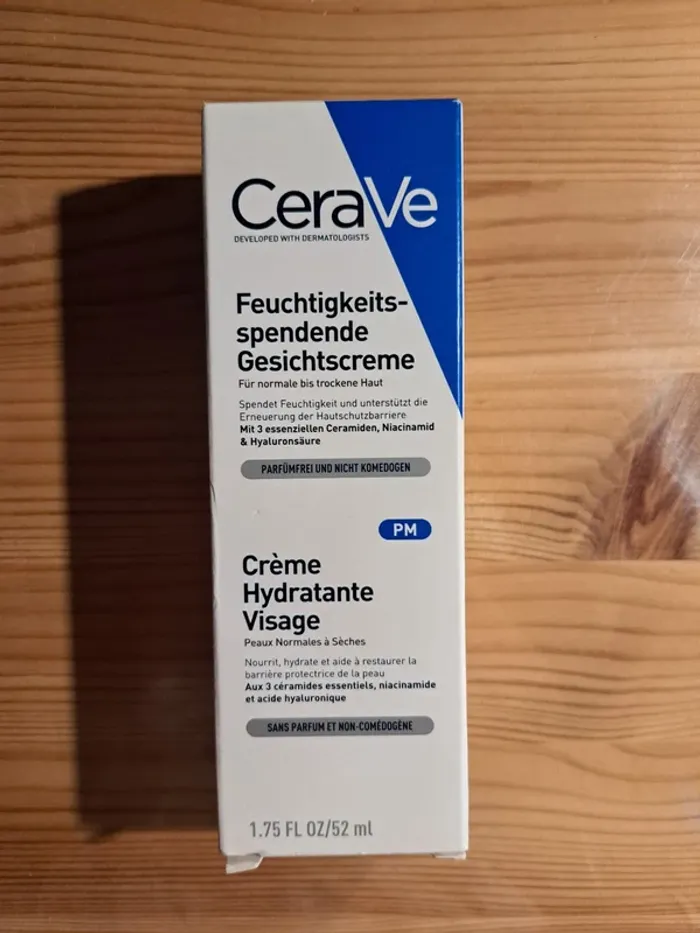 CeraVe
DEVELOPED WITH DERMATOLOGISTS
Feuchtigkeits-
spendende
Gesichtscreme
Für normale bis trockene Haut
Spendet Feuchtigkeit und unterstützt die
Erneuerung der Hautschutzbarriere
Mit 3 essenziellen Ceramiden, Niacinamid
& Hyaluronsäure
PARFÜMFREI UND NICHT KOMEDOGEN
PM
Crème
Hydratante
Visage
Peaux Normales à Sèches
Nourrit, hydrate et aide à restaurer la
barrière protectrice de la peau
Aux 3 céramides essentiels, niacinamide
et acide hyaluronique
SANS PARFUM ET NON-COMÉDOGÈNE
1.75 FL OZ/52 ml